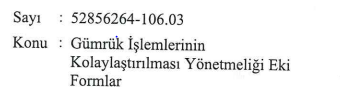 Sayı : 52856264-106.03
Konu : Gümrük İşlemlerinin
Kolaylaştırılması Yönetmeliği Eki
Formlar